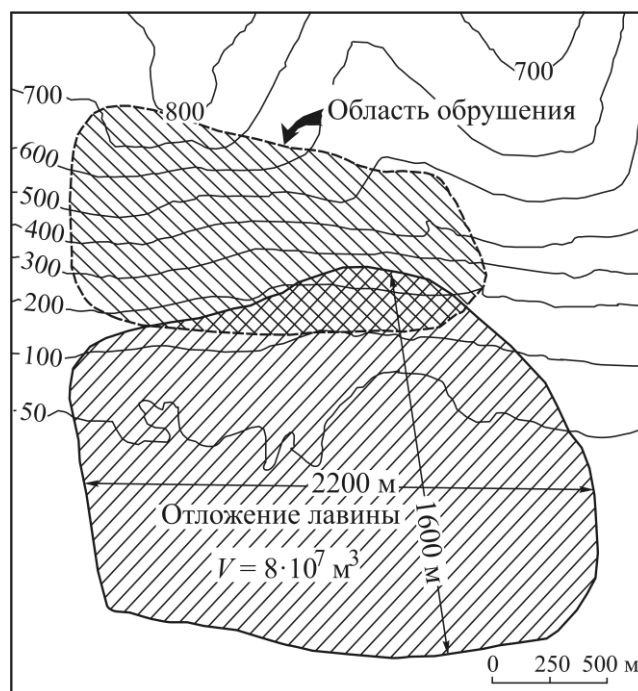 700
700
800
Область обрушения
600
500
400
300
200
100
50
2200 м
1600 м
Отложение лавины
V = 8·10⁷ м³
0 250 500 м